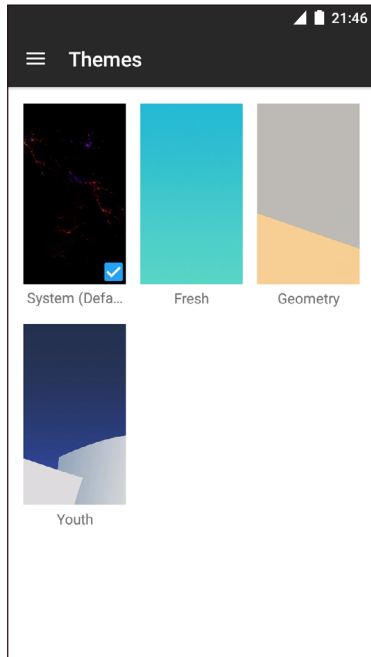 21:46
Themes
System (Defa...
Fresh
Geometry
Youth